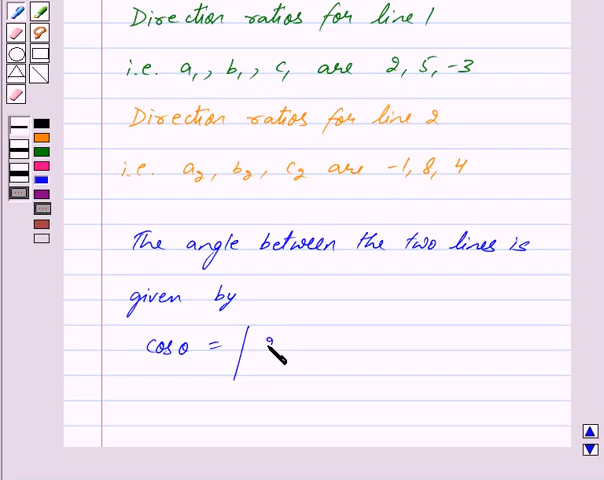 Direction ratios for line 1
i.e. a₁, b₁, c₁ are 2, 5, -3
Direction ratios for line 2
i.e. a₂, b₂, c₂ are -1, 8, 4
The angle between the two lines is
given by
cosθ = |